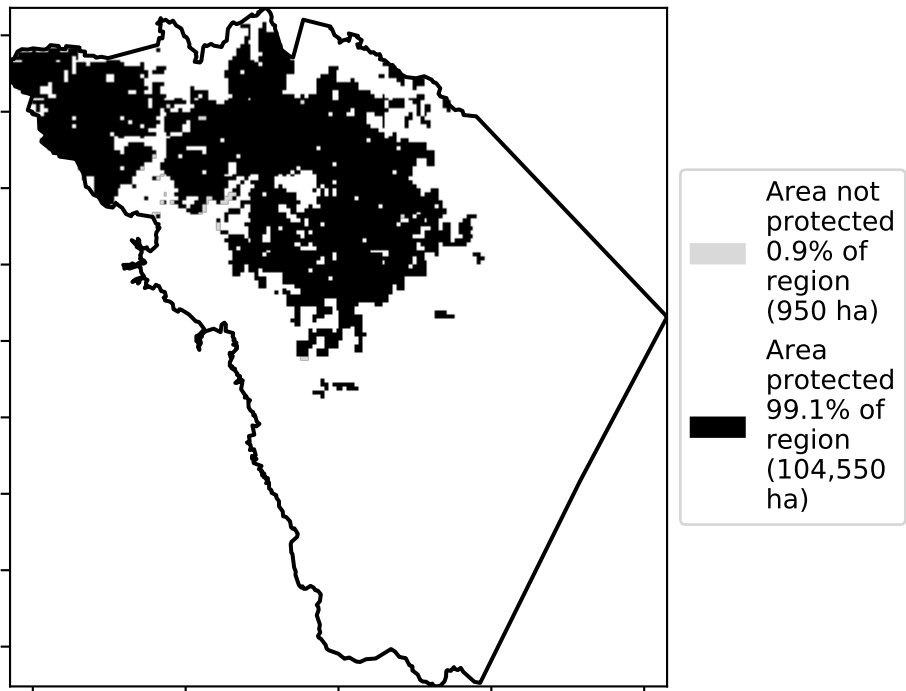 Area not
protected
0.9% of
region
(950 ha)
Area
protected
99.1% of
region
(104,550
ha)